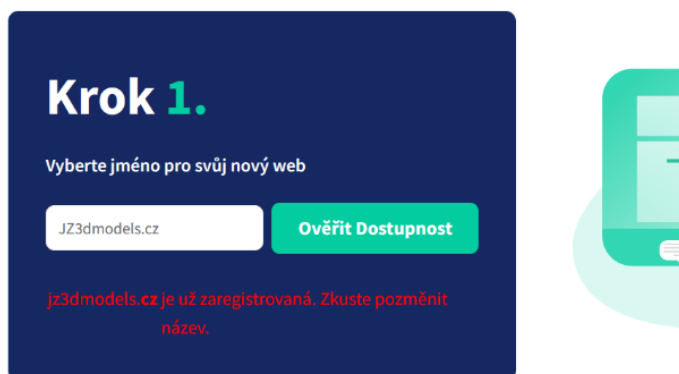 Krok 1.
Vyberte jméno pro svůj nový web
JZ3dmodels.cz
Ověřit Dostupnost
jz3dmodels.cz je už zaregistrovaná. Zkuste pozměnit
název.